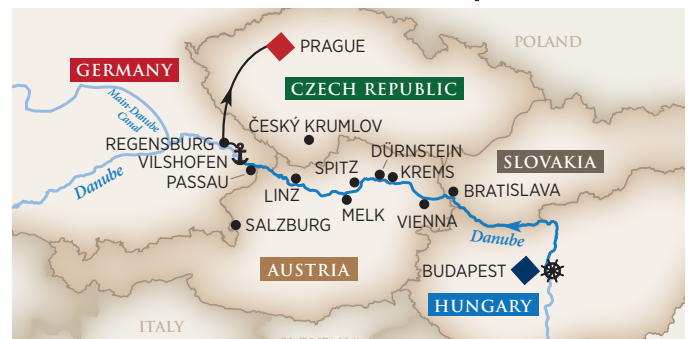 PRAGUE
POLAND
GERMANY
CZECH REPUBLIC
Main-Danube
Canal
ČESKÝ KRUMLOV
REGENSBURG
VILSHOFEN
PASSAU
Danube
LINZ
SPITZ
DÜRNSTEIN
KREMS
SLOVAKIA
BRATISLAVA
MELK
VIENNA
SALZBURG
Danube
AUSTRIA
BUDAPEST
HUNGARY
ITALY
SLOVENIA